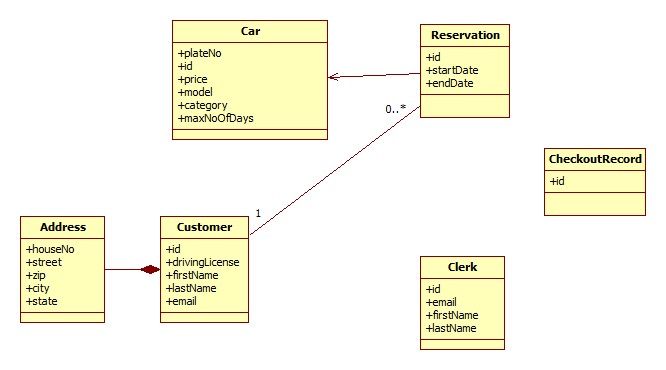 Car
+plateNo
+id
+price
+model
+category
+maxNoOfDays
Reservation
+id
+startDate
+endDate
0..*
CheckoutRecord
+id
1
Address
+houseNo
+street
+zip
+city
+state
Customer
+id
+drivingLicense
+firstName
+lastName
+email
Clerk
+id
+email
+firstName
+lastName